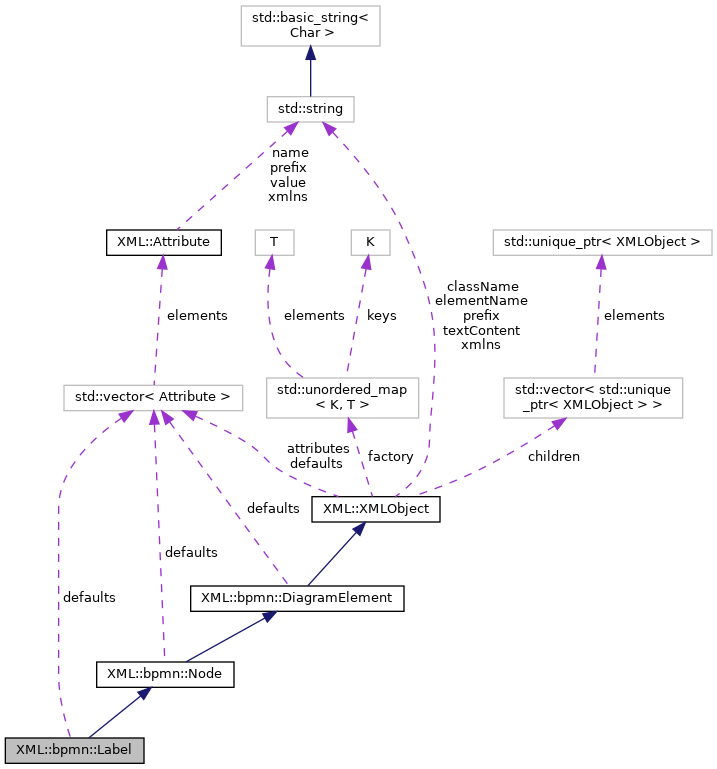 std::basic_string<
Char >
std::string
name
prefix
value
xmlns
XML::Attribute
T
K
std::unique_ptr< XMLObject >
className
elementName
prefix
textContent
xmlns
elements
elements
keys
elements
std::vector< Attribute >
std::unordered_map
< K, T >
std::vector< std::unique
_ptr< XMLObject > >
attributes
defaults
factory
children
defaults
XML::XMLObject
defaults
defaults
XML::bpmn::DiagramElement
XML::bpmn::Node
XML::bpmn::Label